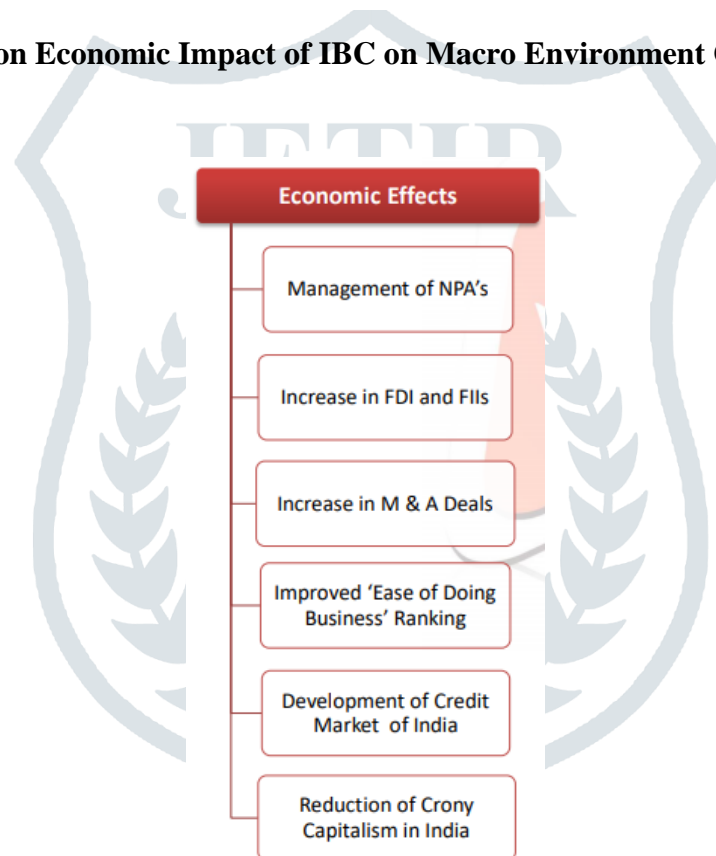 on Economic Impact of IBC on Macro Environment
JETIR
Economic Effects
Management of NPA's
Increase in FDI and FIIs
Increase in M & A Deals
Improved ‘Ease of Doing
Business’ Ranking
Development of Credit
Market of India
Reduction of Crony
Capitalism in India